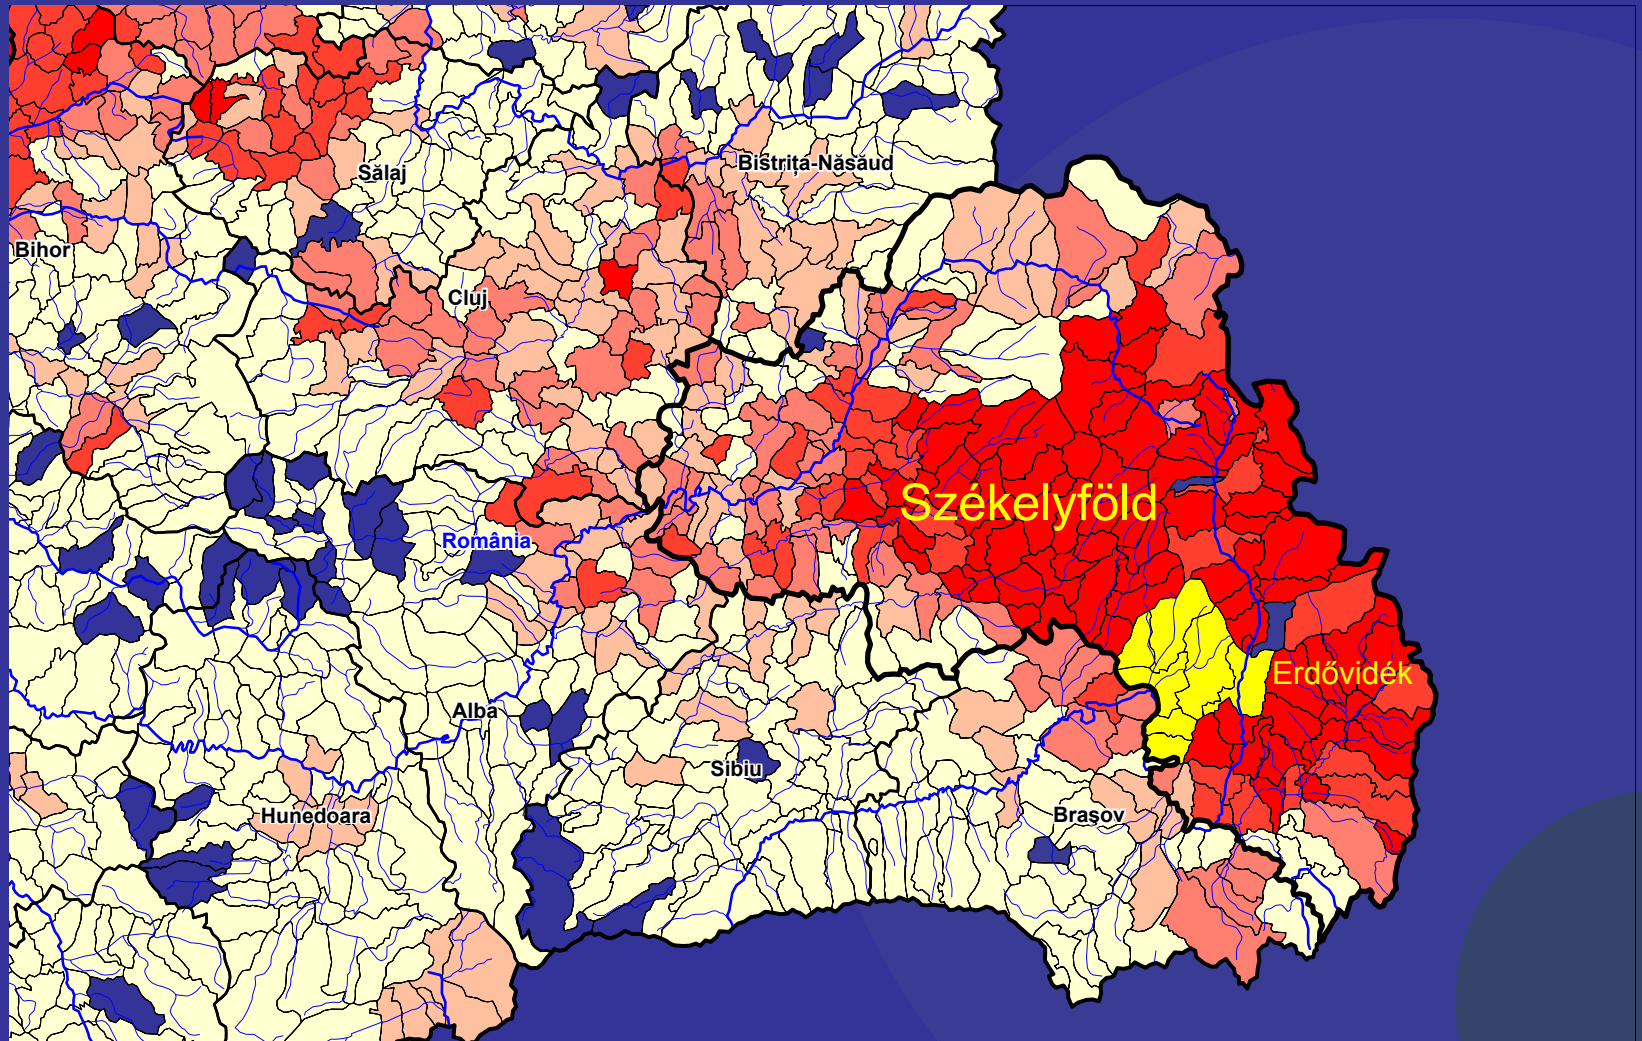 Bistrița-Năsăud
Sălaj
Bihor
Cluj
Székelyföld
România
Erdővidék
Alba
Sibiu
Hunedoara
Brașov